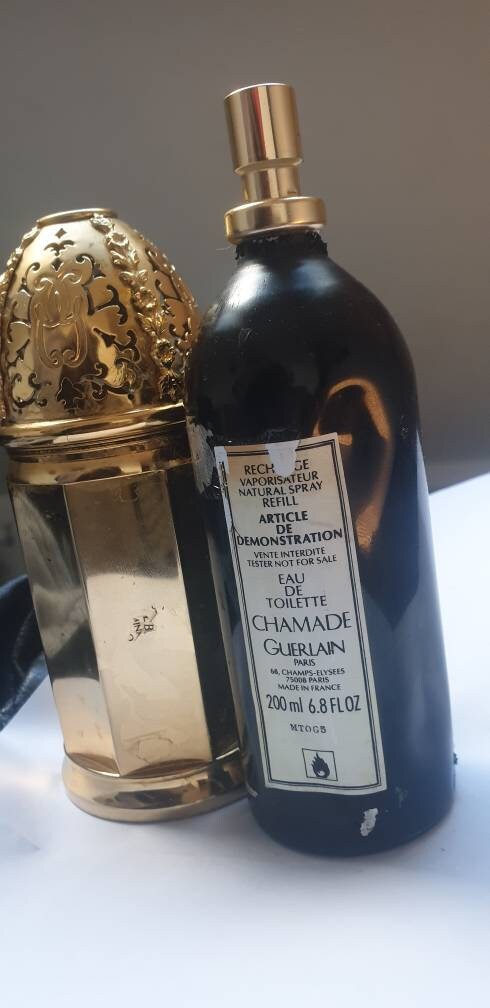 RECHARGE
VAPORISATEUR
NATURAL SPRAY
REFILL
ARTICLE
DE
DEMONSTRATION
VENTE INTERDITE
TESTER NOT FOR SALE
EAU
DE
TOILETTE
CHAMADE
GUERLAIN
PARIS
68, CHAMPS-ELYSEES
75008 PARIS
MADE IN FRANCE
200 ml 6.8 FL OZ
MT0G5